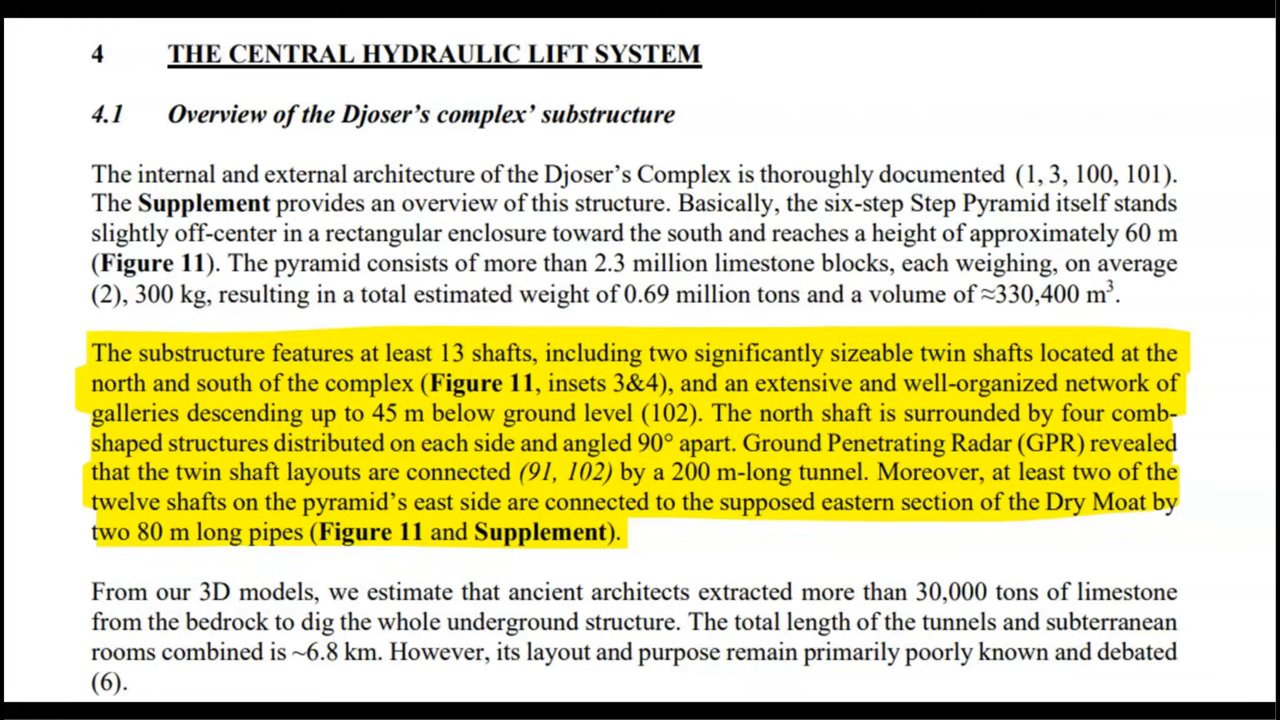 4 THE CENTRAL HYDRAULIC LIFT SYSTEM
4.1 Overview of the Djoser's complex' substructure
The internal and external architecture of the Djoser's Complex is thoroughly documented (1, 3, 100, 101).
The Supplement provides an overview of this structure. Basically, the six-step Step Pyramid itself stands
slightly off-center in a rectangular enclosure toward the south and reaches a height of approximately 60 m
(Figure 11). The pyramid consists of more than 2.3 million limestone blocks, each weighing, on average
(2), 300 kg, resulting in a total estimated weight of 0.69 million tons and a volume of ≈330,400 m³.
The substructure features at least 13 shafts, including two significantly sizeable twin shafts located at the
north and south of the complex (Figure 11, insets 3&4), and an extensive and well-organized network of
galleries descending up to 45 m below ground level (102). The north shaft is surrounded by four comb-
shaped structures distributed on each side and angled 90° apart. Ground Penetrating Radar (GPR) revealed
that the twin shaft layouts are connected (91, 102) by a 200 m-long tunnel. Moreover, at least two of the
twelve shafts on the pyramid's east side are connected to the supposed eastern section of the Dry Moat by
two 80 m long pipes (Figure 11 and Supplement).
From our 3D models, we estimate that ancient architects extracted more than 30,000 tons of limestone
from the bedrock to dig the whole underground structure. The total length of the tunnels and subterranean
rooms combined is ~6.8 km. However, its layout and purpose remain primarily poorly known and debated
(6).